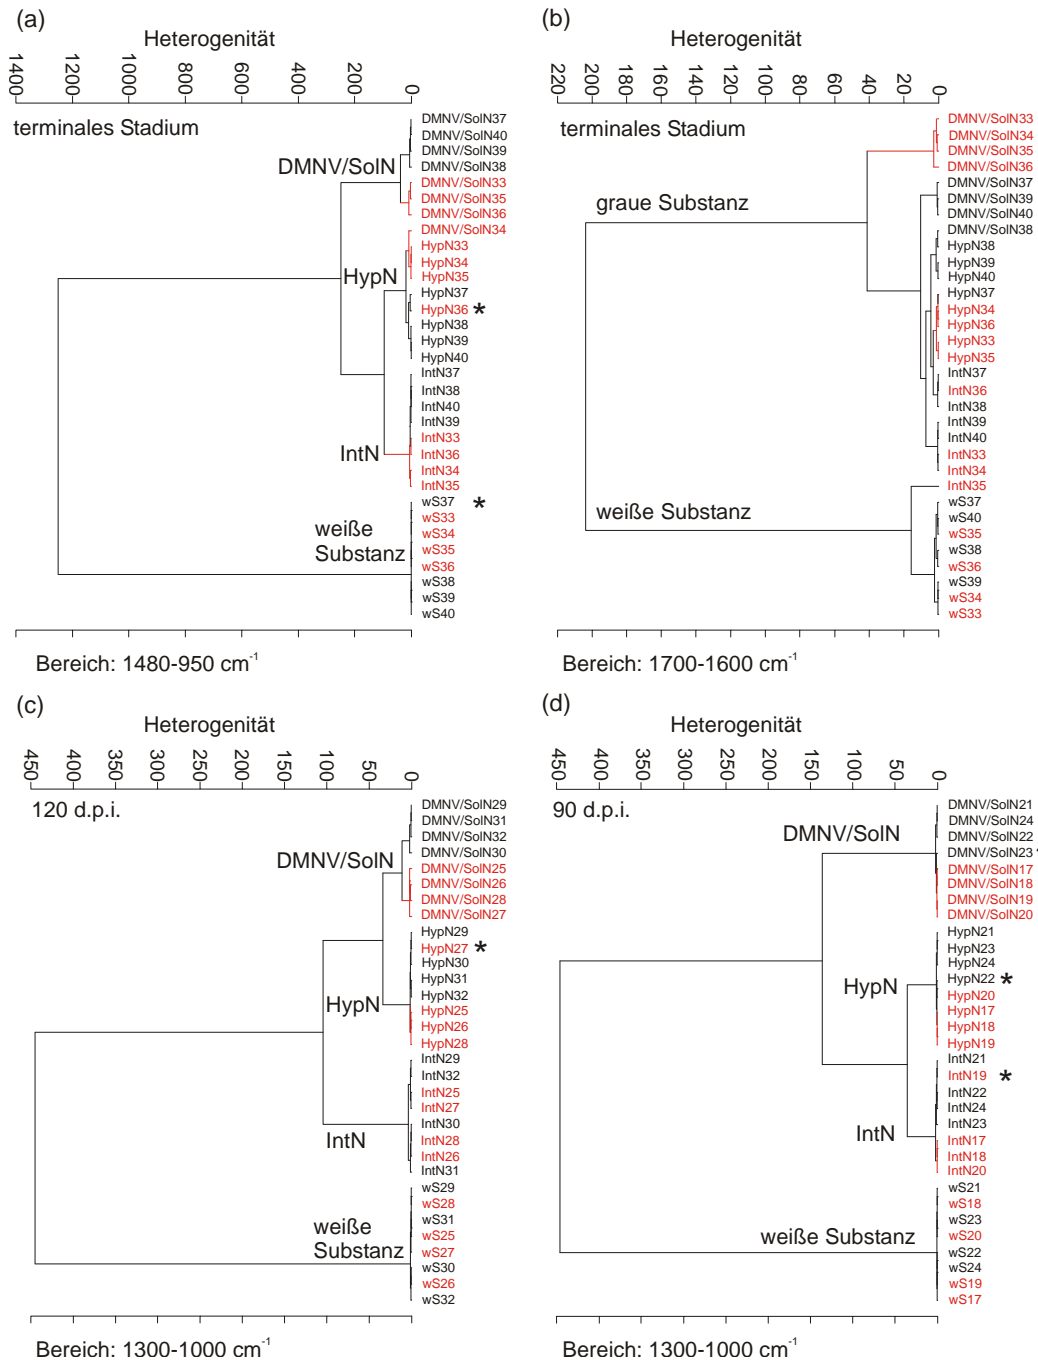 (a)
Heterogenität
1400 1200 1000 800 600 400 200 0
terminales Stadium
DMNV/SolN37
DMNV/SolN40
DMNV/SolN39
DMNV/SolN38
DMNV/SolN
DMNV/SolN33
DMNV/SolN35
DMNV/SolN36
DMNV/SolN34
HypN33
HypN34
HypN35
HypN
HypN37
HypN36 *
HypN38
HypN39
HypN40
IntN37
IntN38
IntN40
IntN39
IntN33
IntN36
IntN
IntN34
IntN35
wS37 *
wS33
wS34
weiße
Substanz
wS35
wS36
wS38
wS39
wS40
Bereich: 1480-950 cm⁻¹
(b)
Heterogenität
220 200 180 160 140 120 100 80 60 40 20 0
terminales Stadium
DMNV/SolN33
DMNV/SolN34
DMNV/SolN35
DMNV/SolN36
DMNV/SolN37
DMNV/SolN39
DMNV/SolN40
graue Substanz
DMNV/SolN38
HypN38
HypN39
HypN40
HypN37
HypN34
HypN36
HypN33
HypN35
IntN37
IntN36
IntN38
IntN39
IntN40
IntN33
IntN34
IntN35
wS37
weiße Substanz
wS40
wS35
wS38
wS36
wS39
wS34
wS33
Bereich: 1700-1600 cm⁻¹
(c)
Heterogenität
450 400 350 300 250 200 150 100 50 0
120 d.p.i.
DMNV/SolN29
DMNV/SolN31
DMNV/SolN32
DMNV/SolN30
DMNV/SolN
DMNV/SolN25
DMNV/SolN26
DMNV/SolN28
DMNV/SolN27
HypN29
HypN27 *
HypN30
HypN31
HypN32
HypN
HypN25
HypN26
HypN28
IntN29
IntN32
IntN25
IntN27
IntN30
IntN
IntN28
IntN26
IntN31
wS29
wS28
wS31
weiße
Substanz
wS25
wS27
wS30
wS26
wS32
Bereich: 1300-1000 cm⁻¹
(d)
Heterogenität
450 400 350 300 250 200 150 100 50 0
90 d.p.i.
DMNV/SolN21
DMNV/SolN24
DMNV/SolN22
DMNV/SolN
DMNV/SolN23
DMNV/SolN17
DMNV/SolN18
DMNV/SolN19
DMNV/SolN20
HypN21
HypN23
HypN24
HypN22 *
HypN
HypN20
HypN17
HypN18
HypN19
IntN21
IntN19 *
IntN22
IntN24
IntN23
IntN
IntN17
IntN18
IntN20
wS21
wS18
wS23
wS20
weiße Substanz
wS22
wS24
wS19
wS17
Bereich: 1300-1000 cm⁻¹